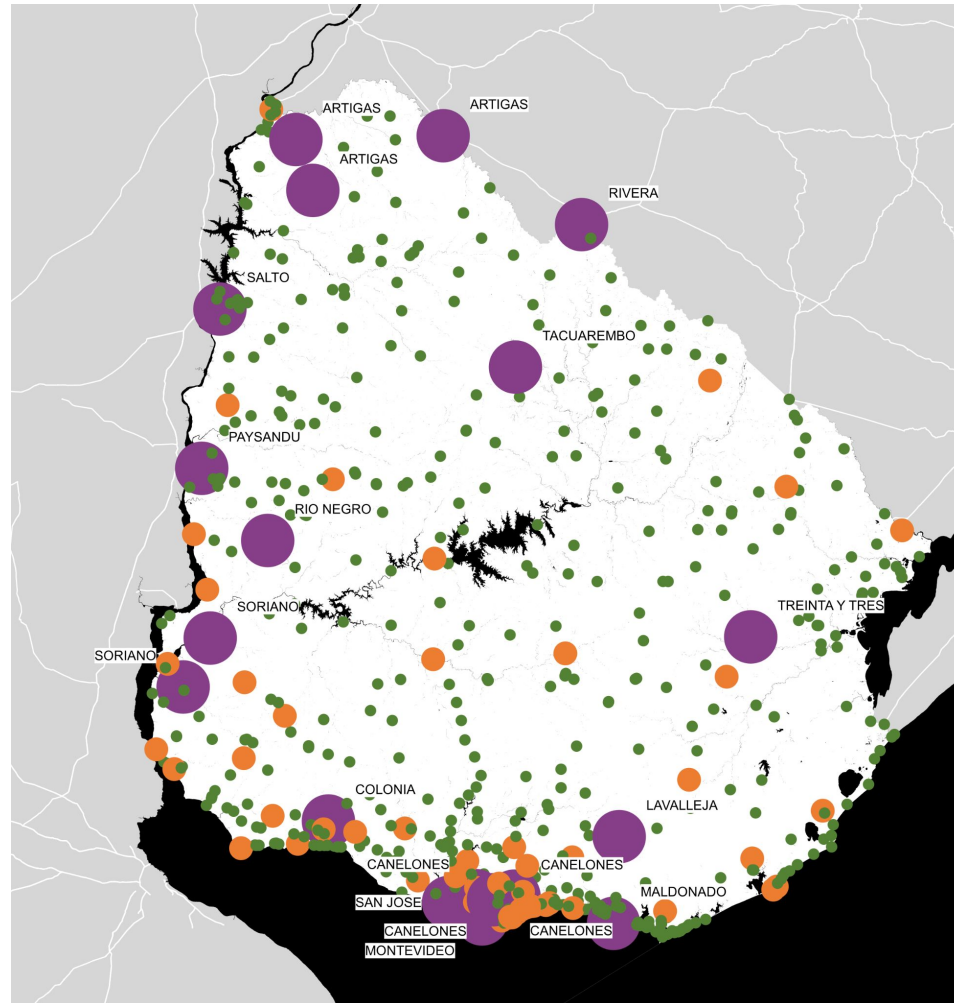 ARTIGAS
ARTIGAS
ARTIGAS
RIVERA
SALTO
TACUAREMBO
PAYSANDU
RIO NEGRO
SORIANO
TREINTA Y TRES
SORIANO
COLONIA
LAVALLEJA
CANELONES
CANELONES
MALDONADO
SAN JOSE
CANELONES
CANELONES
MONTEVIDEO